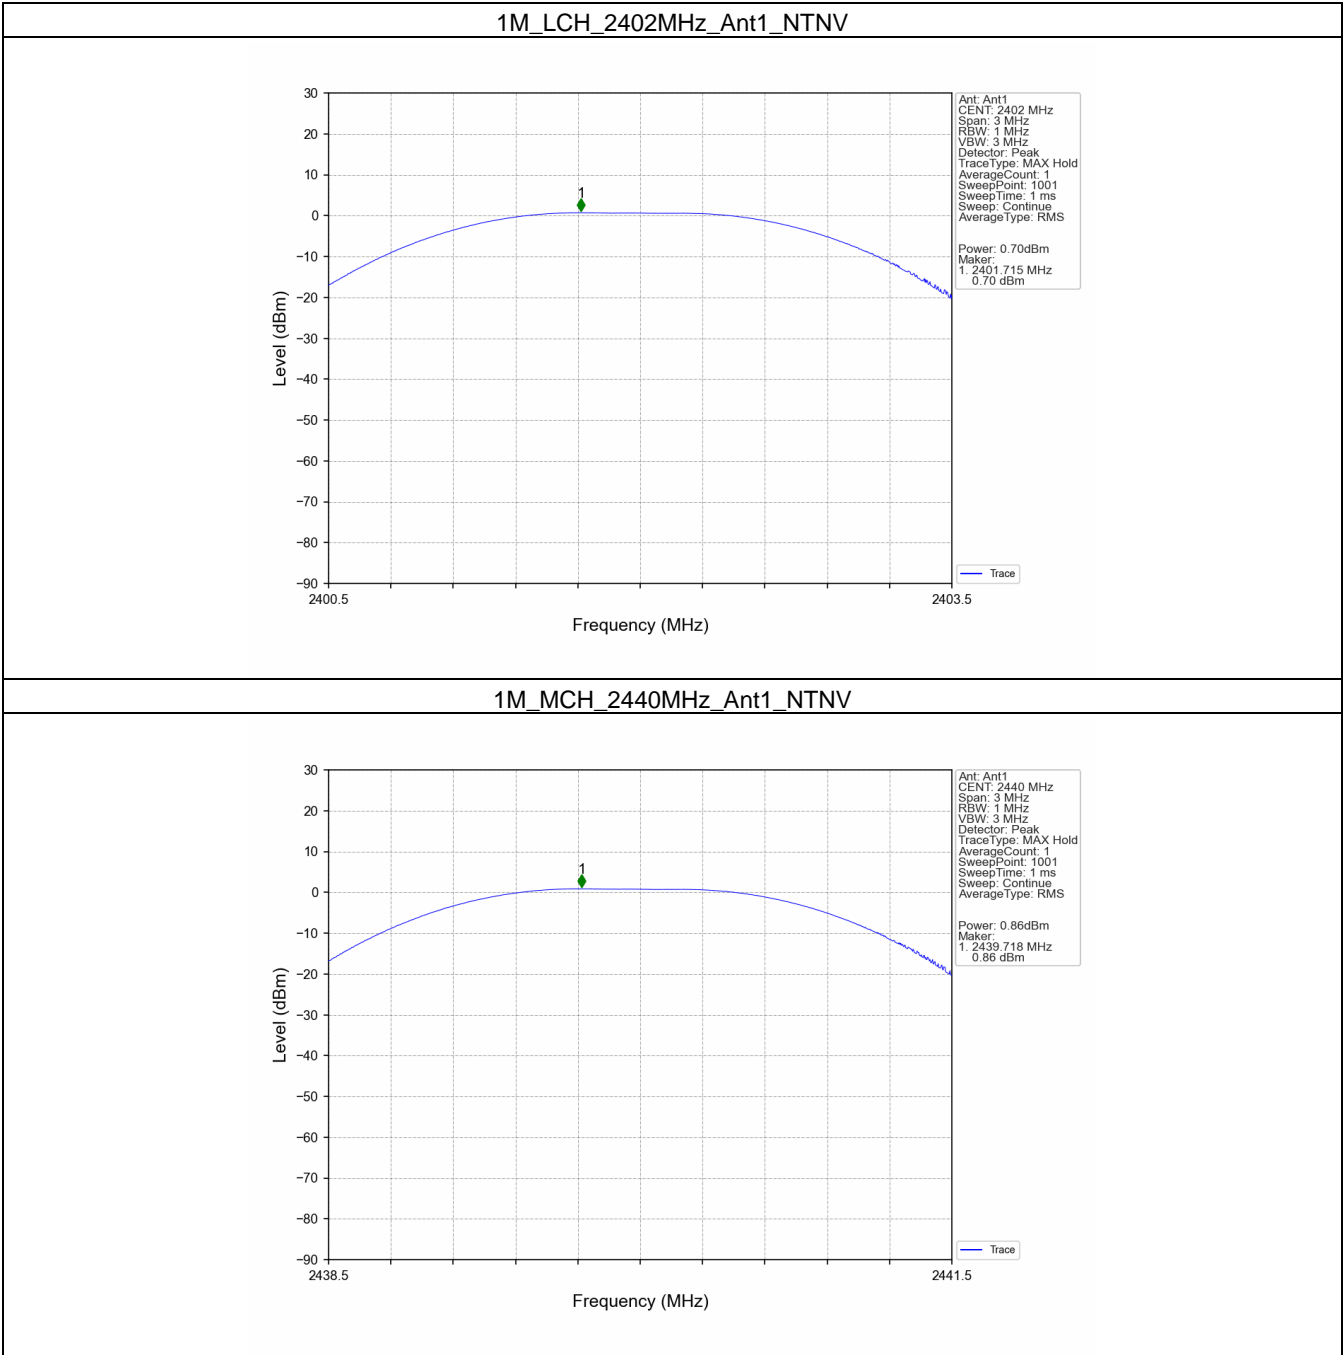 1M_LCH_2402MHz_Ant1_NTNV
30
20
10
0
−10
−20
−30
−40
−50
−60
−70
−80
−90
Level (dBm)
1
2400.5
2403.5
Frequency (MHz)
Ant: Ant1
CENT: 2402 MHz
Span: 3 MHz
RBW: 1 MHz
VBW: 3 MHz
Detector: Peak
TraceType: MAX Hold
AverageCount: 1
SweepPoint: 1001
SweepTime: 1 ms
Sweep: Continue
AverageType: RMS
Power: 0.70dBm
Maker:
1. 2401.715 MHz
0.70 dBm
Trace
1M_MCH_2440MHz_Ant1_NTNV
30
20
10
0
−10
−20
−30
−40
−50
−60
−70
−80
−90
Level (dBm)
1
2438.5
2441.5
Frequency (MHz)
Ant: Ant1
CENT: 2440 MHz
Span: 3 MHz
RBW: 1 MHz
VBW: 3 MHz
Detector: Peak
TraceType: MAX Hold
AverageCount: 1
SweepPoint: 1001
SweepTime: 1 ms
Sweep: Continue
AverageType: RMS
Power: 0.86dBm
Maker:
1. 2439.718 MHz
0.86 dBm
Trace